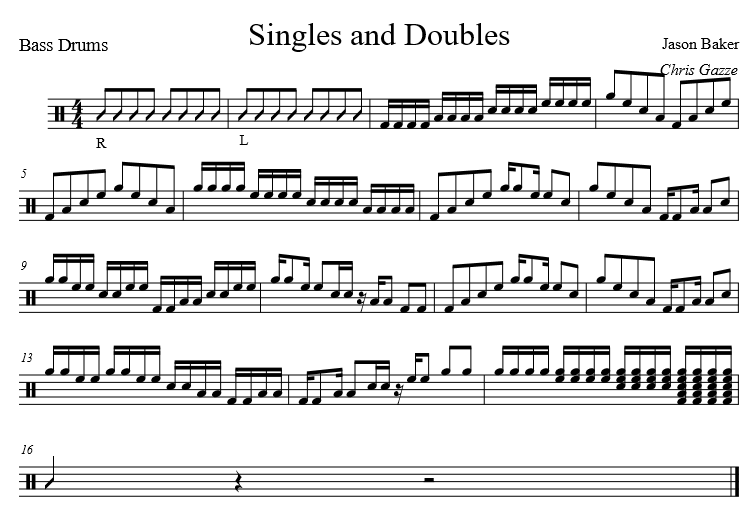 Singles and Doubles
Bass Drums
Jason Baker
Chris Gazze
4
4
R
L
5
9
13
16